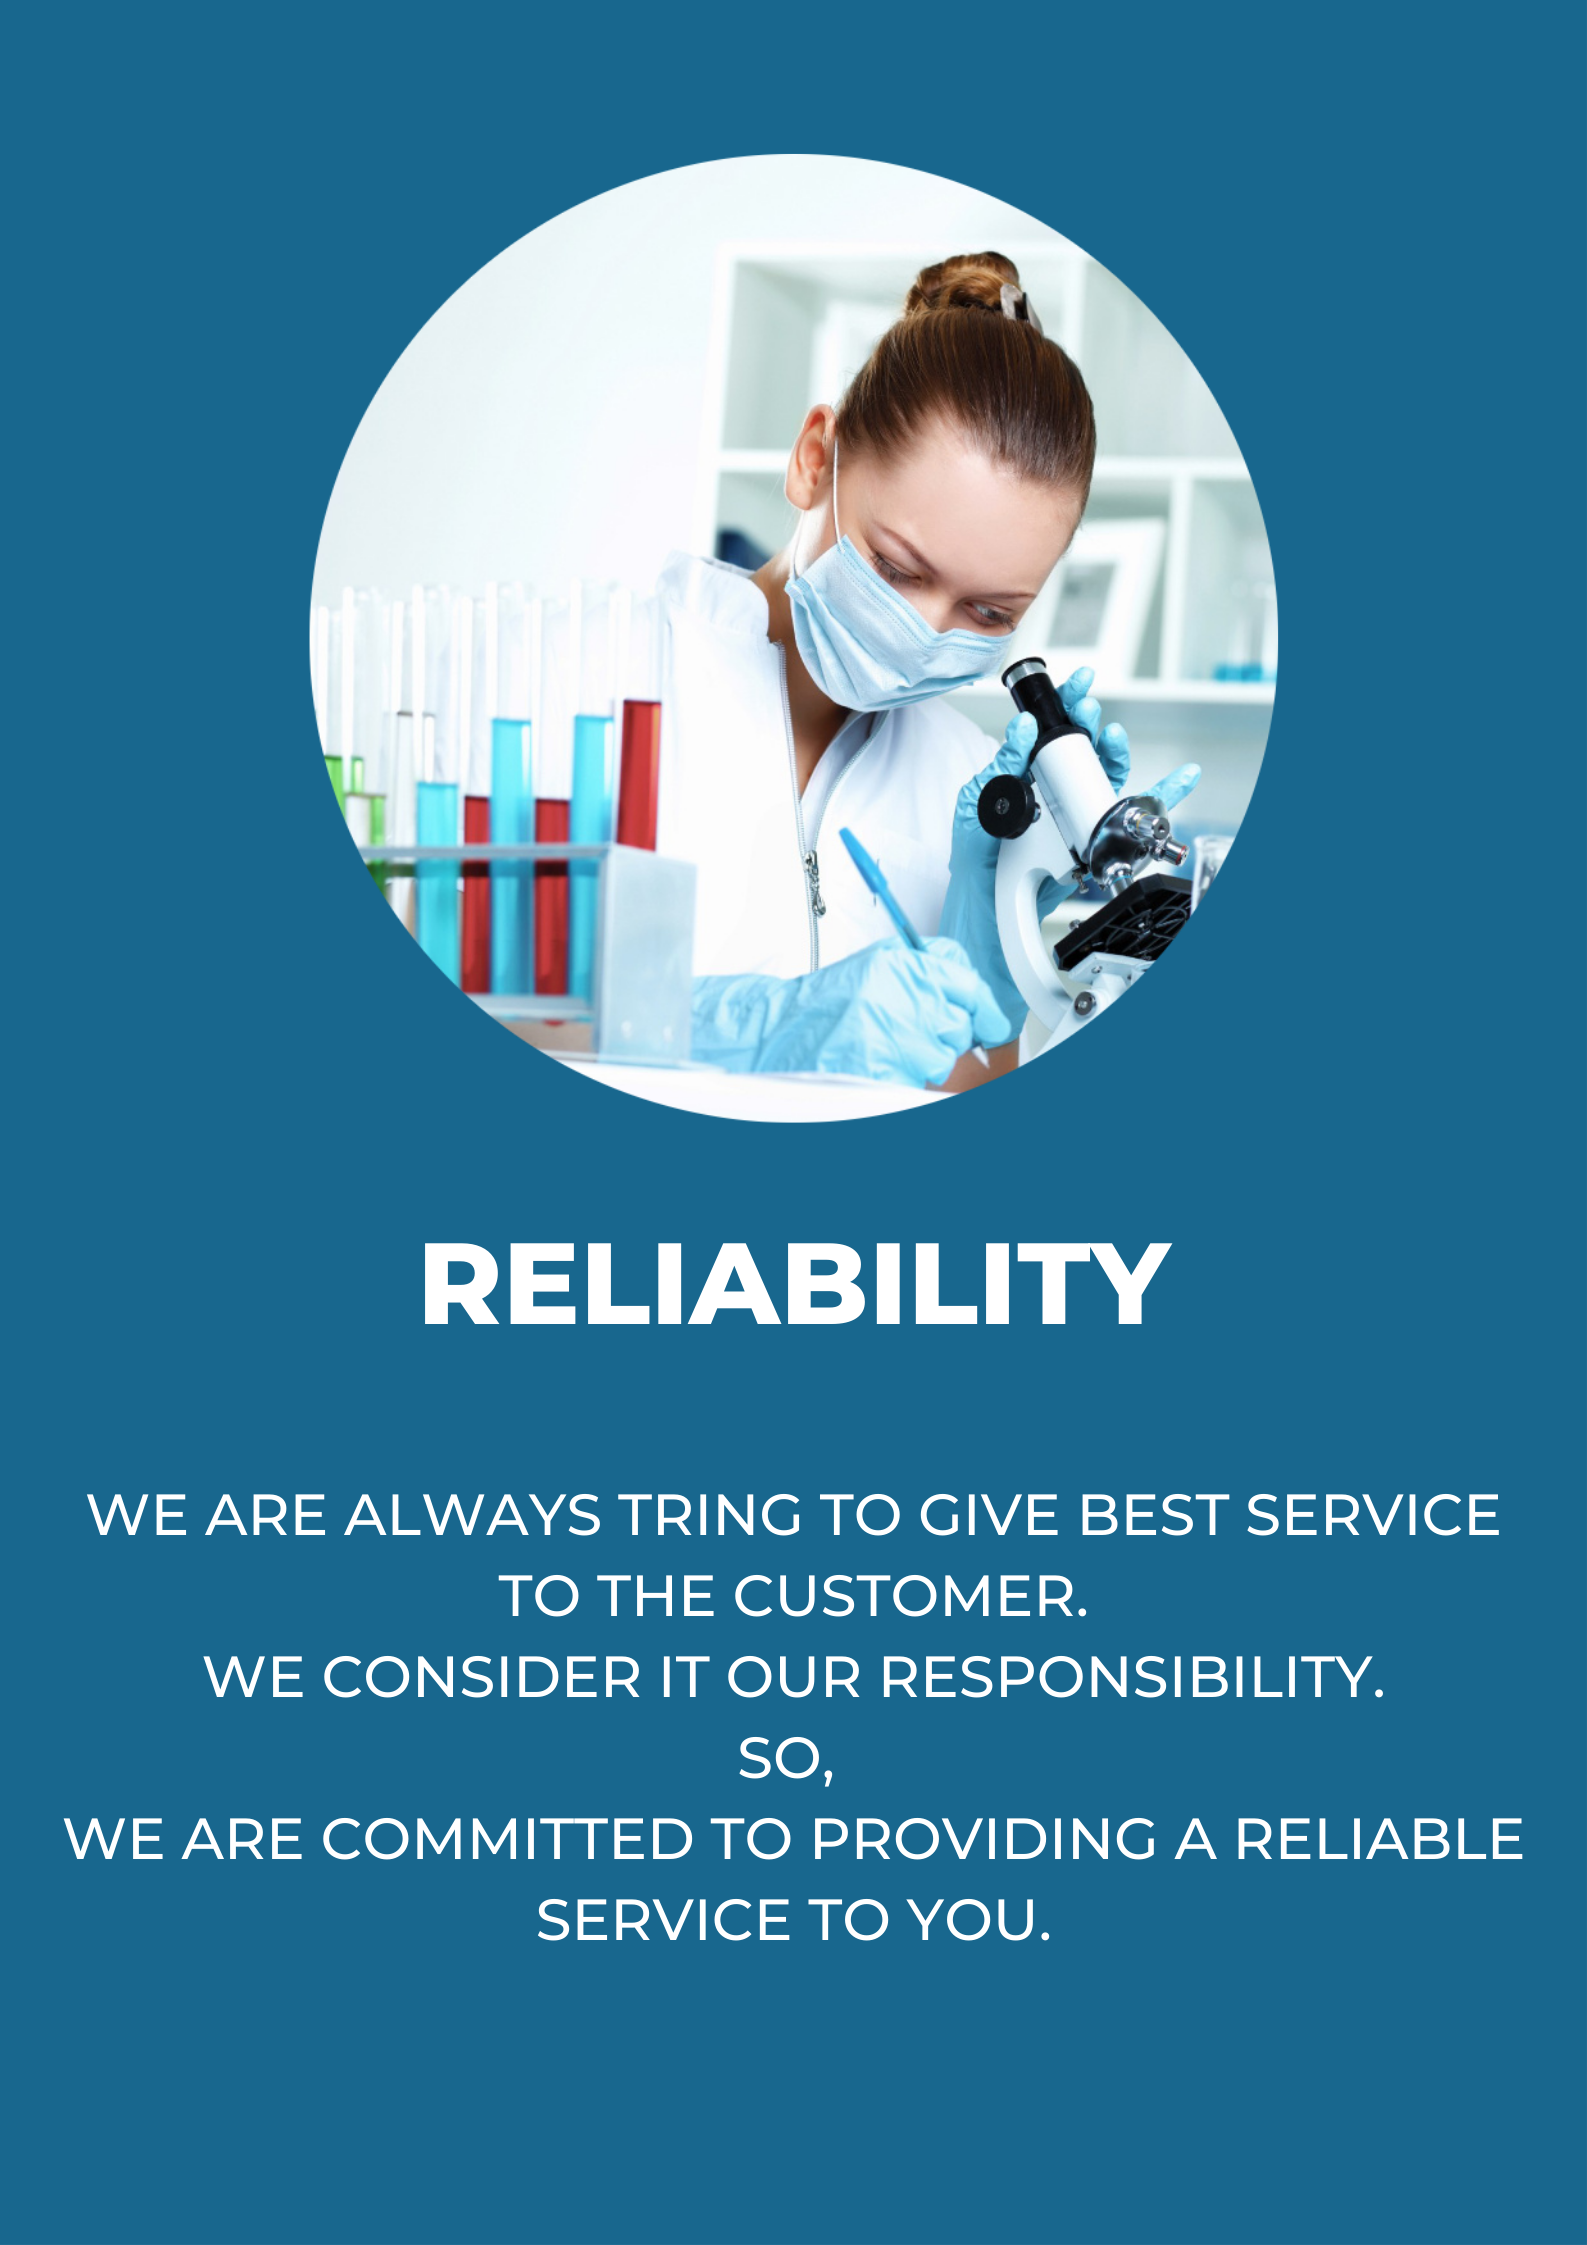 RELIABILITY
WE ARE ALWAYS TRING TO GIVE BEST SERVICE
TO THE CUSTOMER.
WE CONSIDER IT OUR RESPONSIBILITY.
SO,
WE ARE COMMITTED TO PROVIDING A RELIABLE
SERVICE TO YOU.